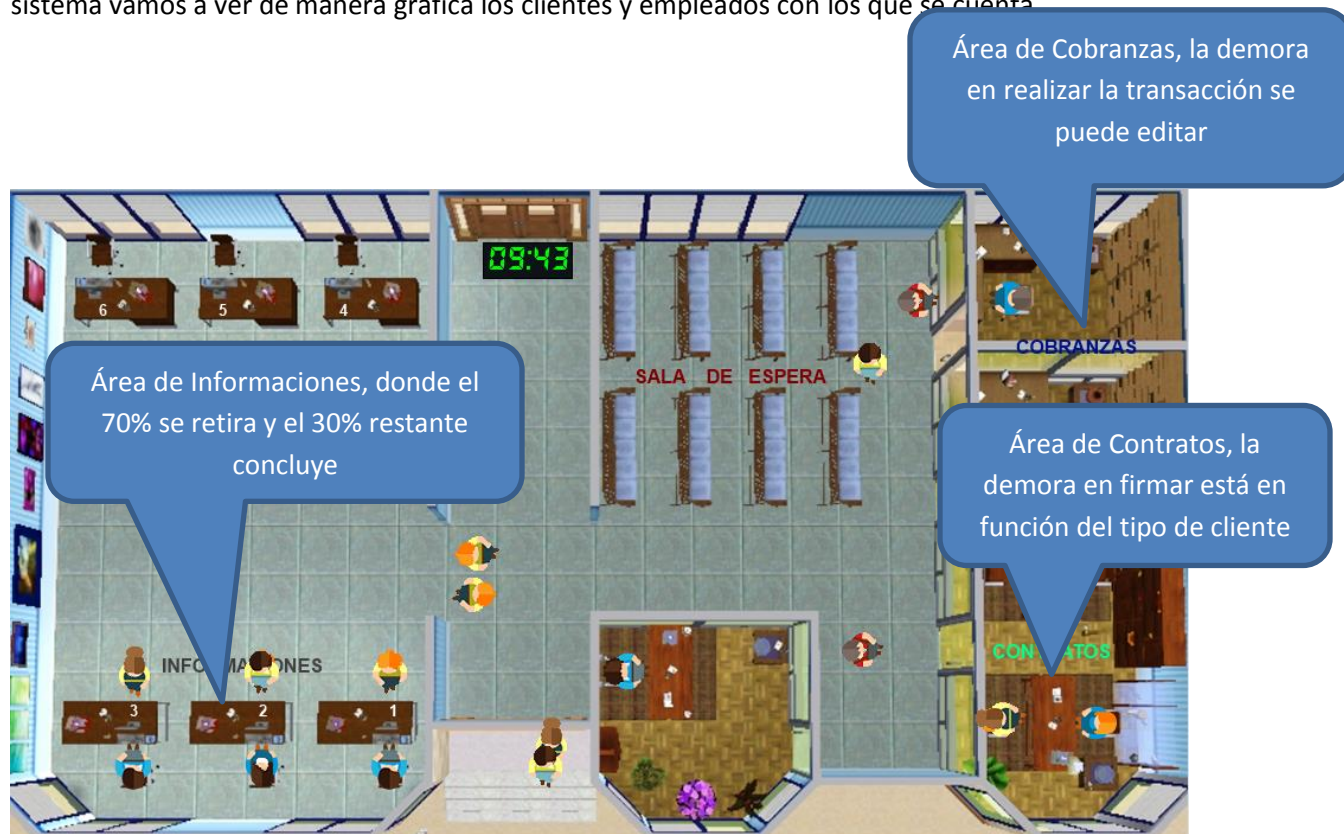 sistema vamos a ver de manera gráfica los clientes y empleados con los que se cuenta
Área de Cobranzas, la demora
en realizar la transacción se
puede editar
09:43
6
5
4
COBRANZAS
SALA DE ESPERA
Área de Informaciones, donde el
70% se retira y el 30% restante
concluye
Área de Contratos, la
demora en firmar está en
función del tipo de cliente
INFORMACIONES
CONTRATOS
3
2
1